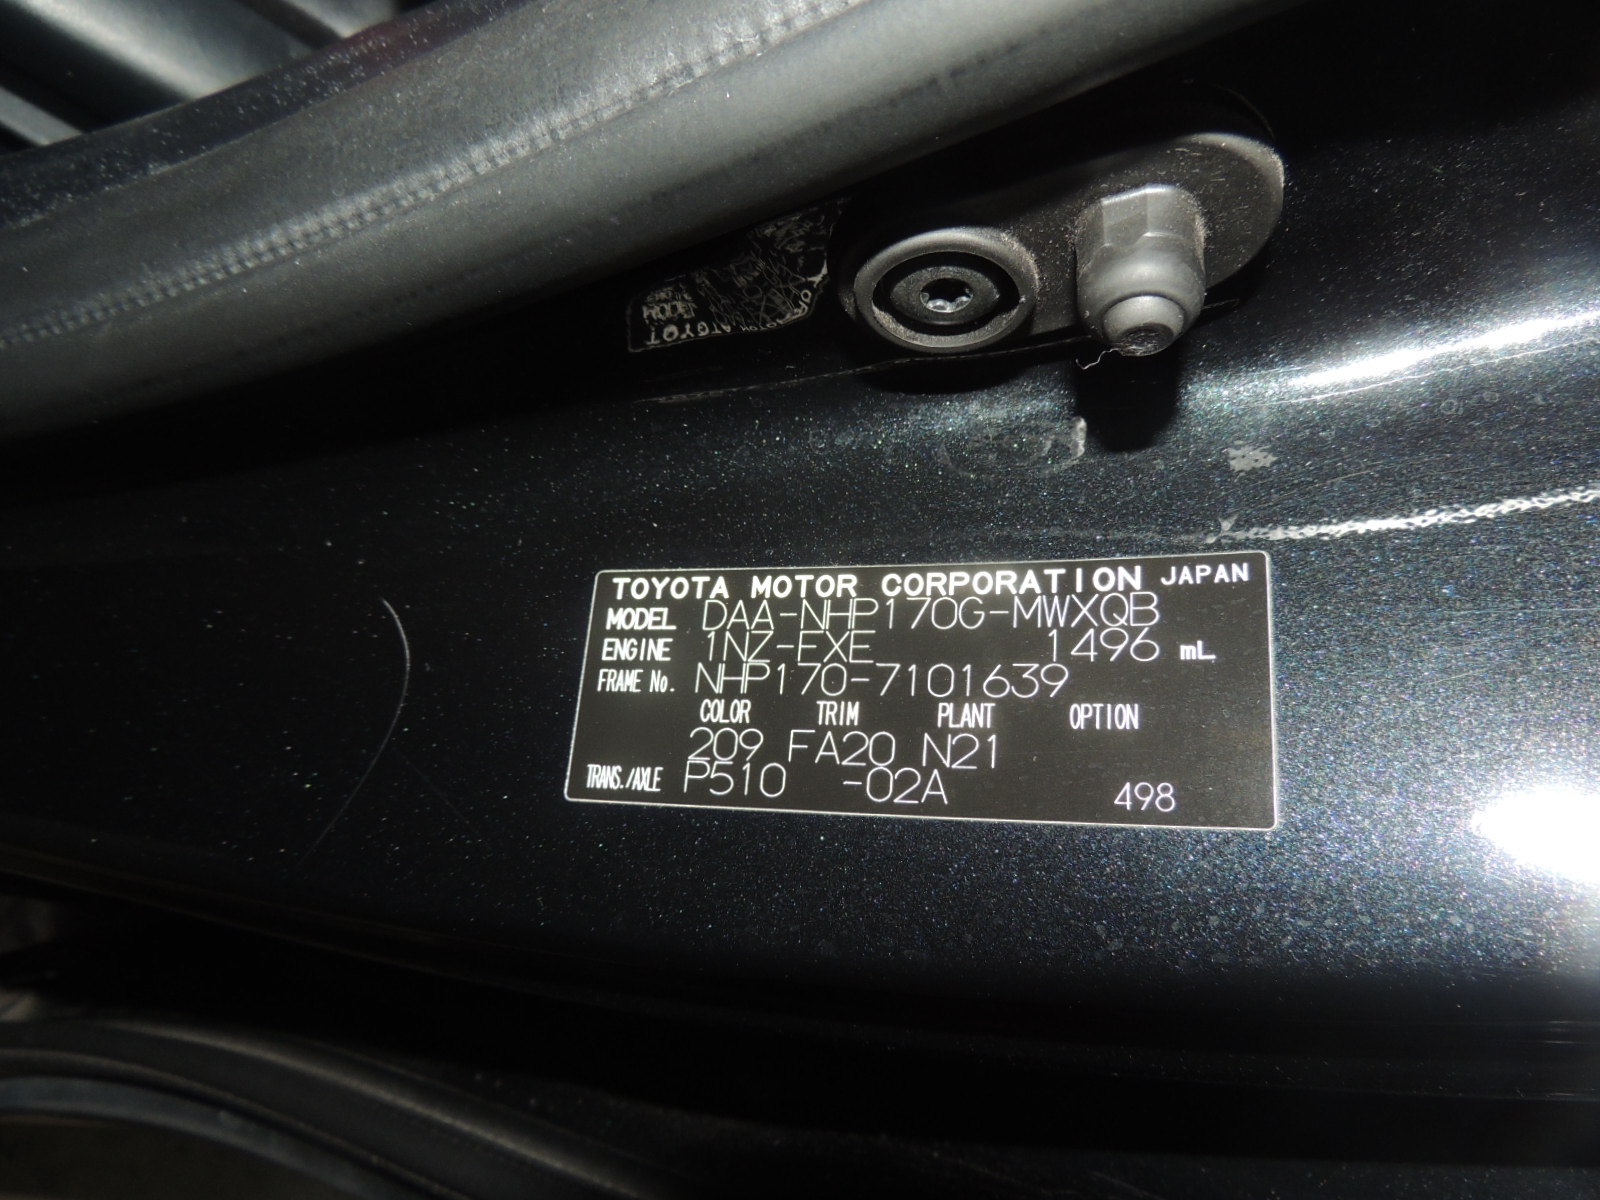 TOYOTA MOTOR CORPORATION JAPAN
MODEL DAA-NHP170G-MWXQB
ENGINE 1NZ-FXE 1496 mL
FRAME No. NHP170-7101639
COLOR TRIM PLANT OPTION
209 FA20 N21
TRANS./AXLE P510 -02A 498